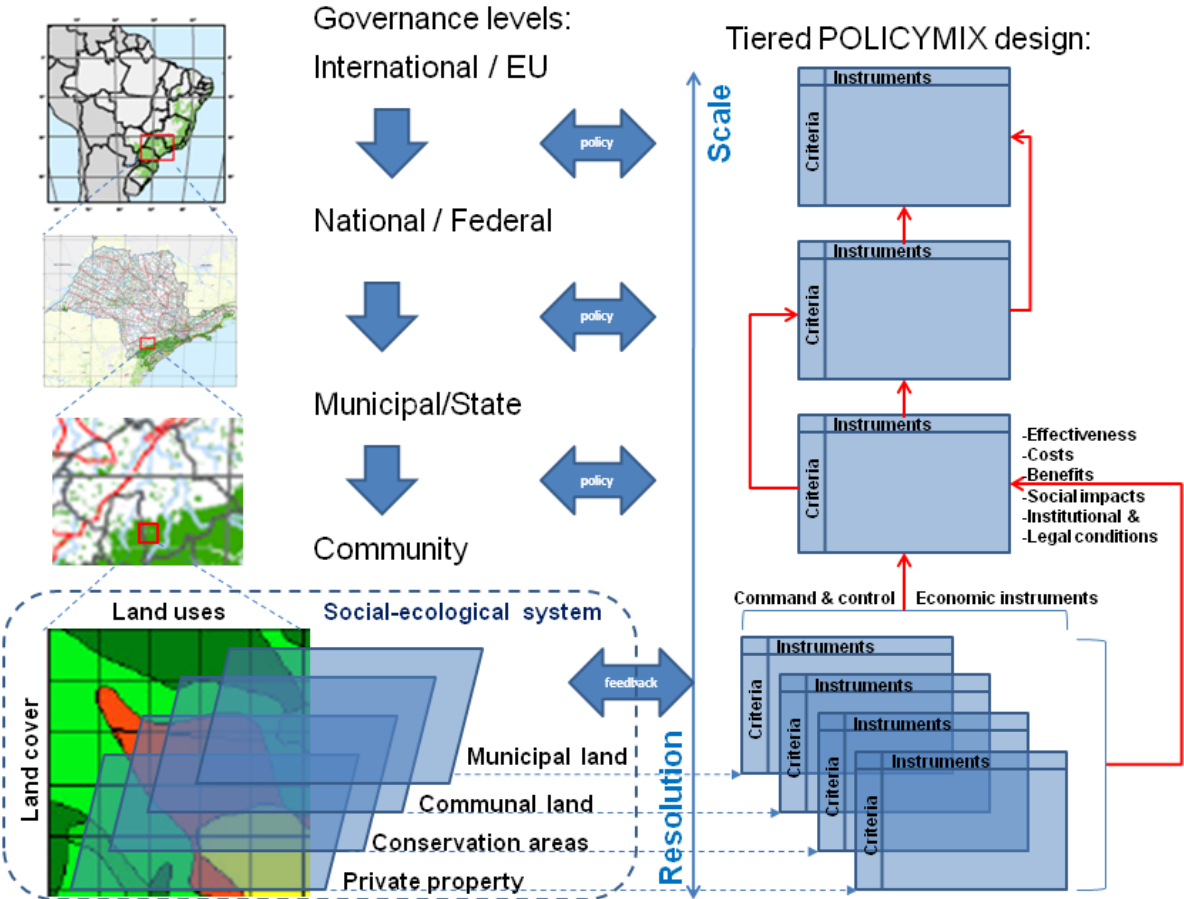 Governance levels:
International / EU
policy
National / Federal
policy
Municipal/State
policy
Community
Land uses
Social-ecological system
Land cover
feedback
Municipal land
Communal land
Conservation areas
Private property
Scale
Resolution
Tiered POLICYMIX design:
Instruments
Criteria
Instruments
Criteria
Instruments
Criteria
-Effectiveness
-Costs
-Benefits
-Social impacts
-Institutional &
-Legal conditions
Command & control
Economic instruments
Instruments
Criteria
Instruments
Criteria
Instruments
Criteria
Instruments
Criteria